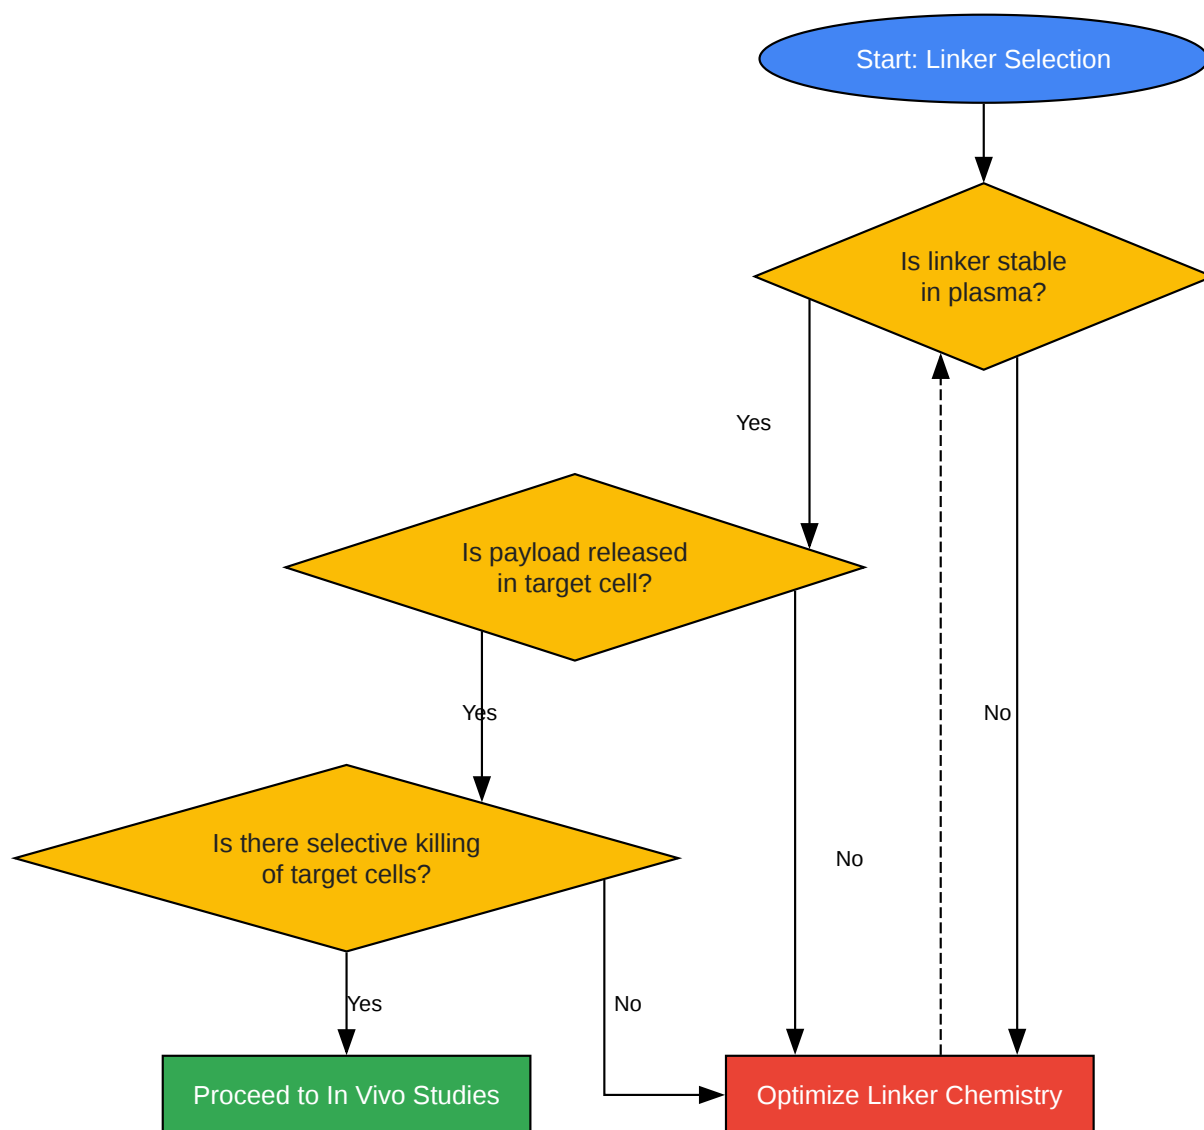 Start: Linker Selection
Is linker stable
in plasma?
Yes
Is payload released
in target cell?
Yes
No
Is there selective killing
of target cells?
No
Yes
No
Proceed to In Vivo Studies
Optimize Linker Chemistry